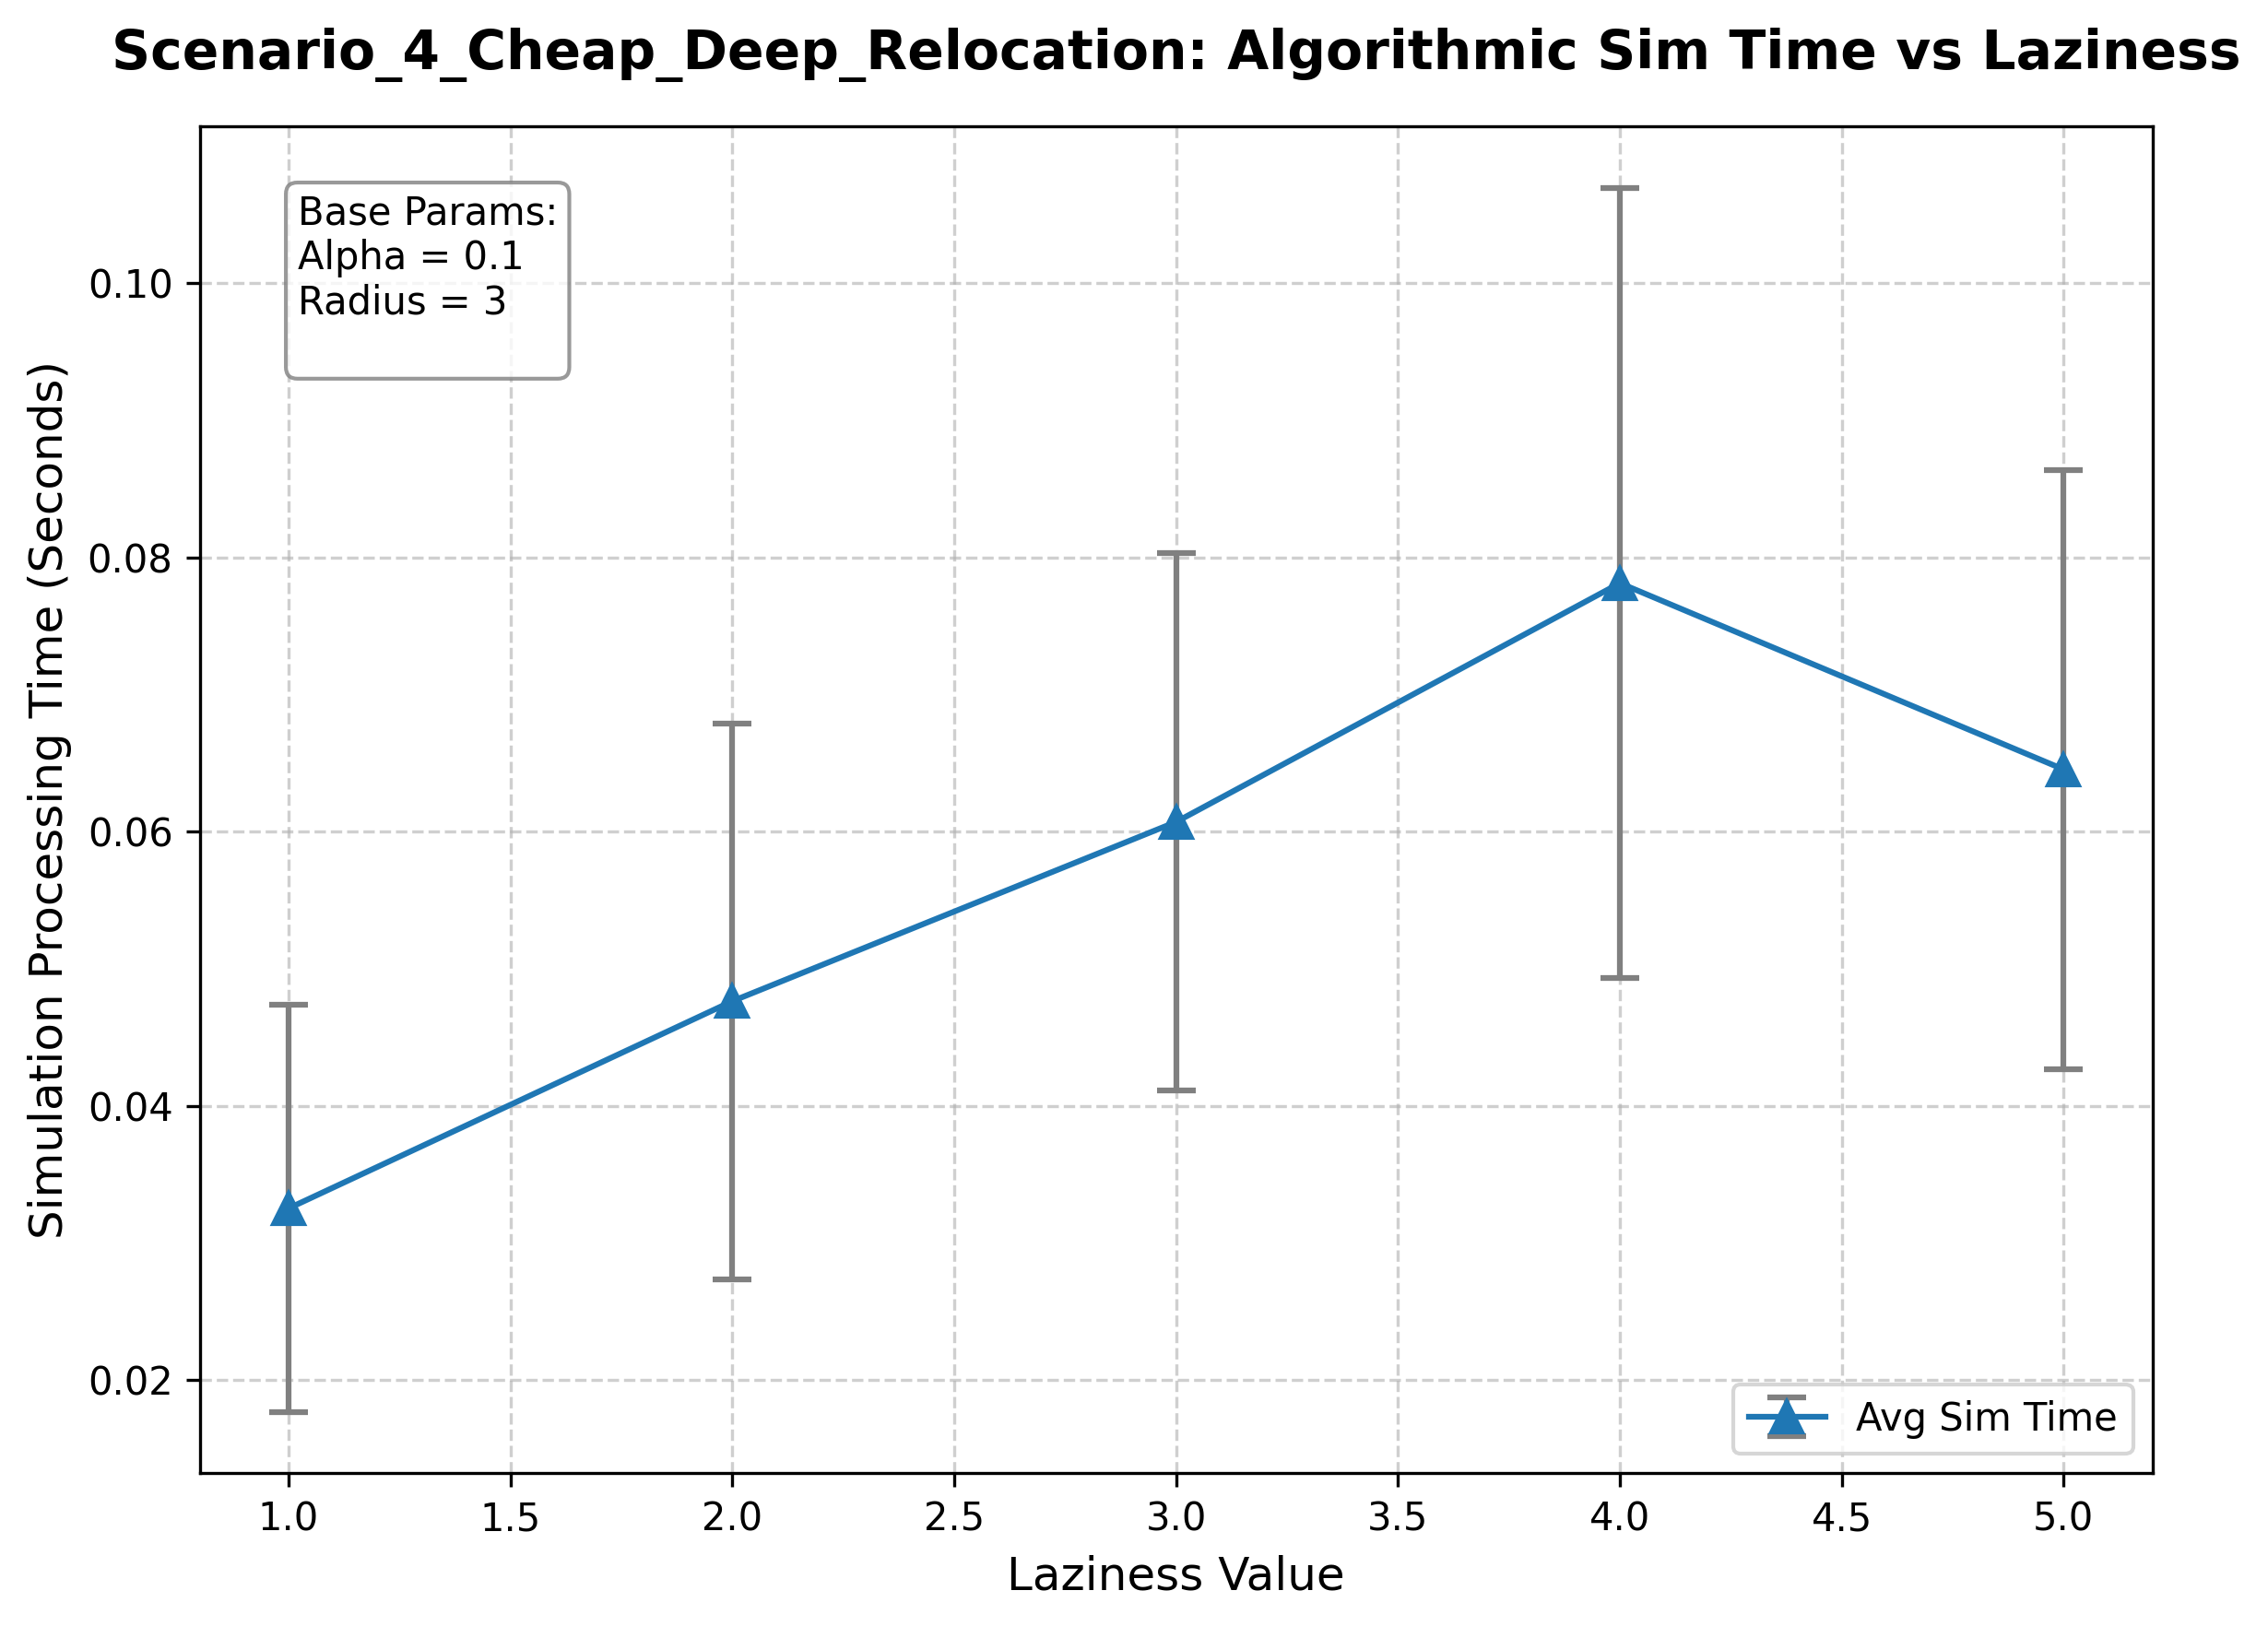 Scenario_4_Cheap_Deep_Relocation: Algorithmic Sim Time vs Laziness
Base Params:
Alpha = 0.1
Radius = 3
Simulation Processing Time (Seconds)
0.10
0.08
0.06
0.04
0.02
Avg Sim Time
1.0 1.5 2.0 2.5 3.0 3.5 4.0 4.5 5.0
Laziness Value